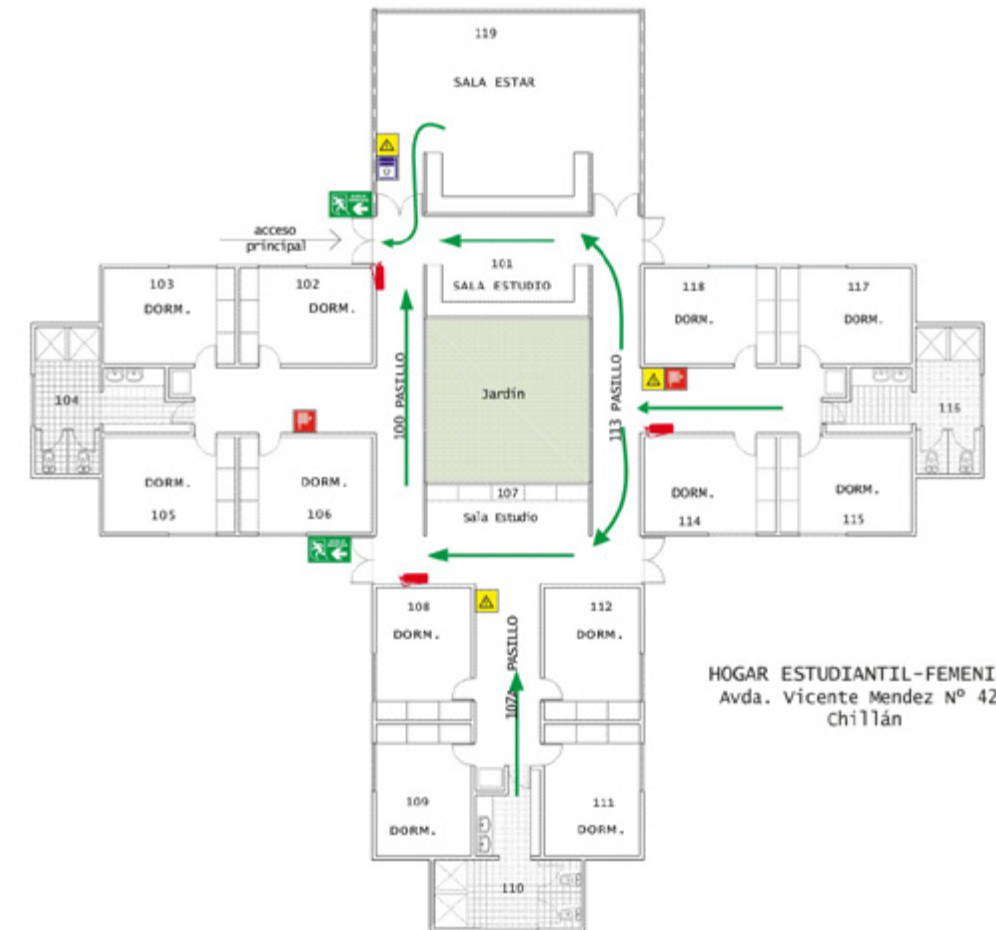 119
SALA ESTAR
acceso
principal
101
SALA ESTUDIO
103
DORM.
102
DORM.
118
DORM.
117
DORM.
104
100 PASILLO
Jardín
113 PASILLO
116
DORM.
105
DORM.
106
107
Sala Estudio
DORM.
114
DORM.
115
108
DORM.
107A PASILLO
112
DORM.
HOGAR ESTUDIANTIL-FEMENI
Avda. Vicente Mendez Nº 42
Chillán
109
DORM.
111
DORM.
110